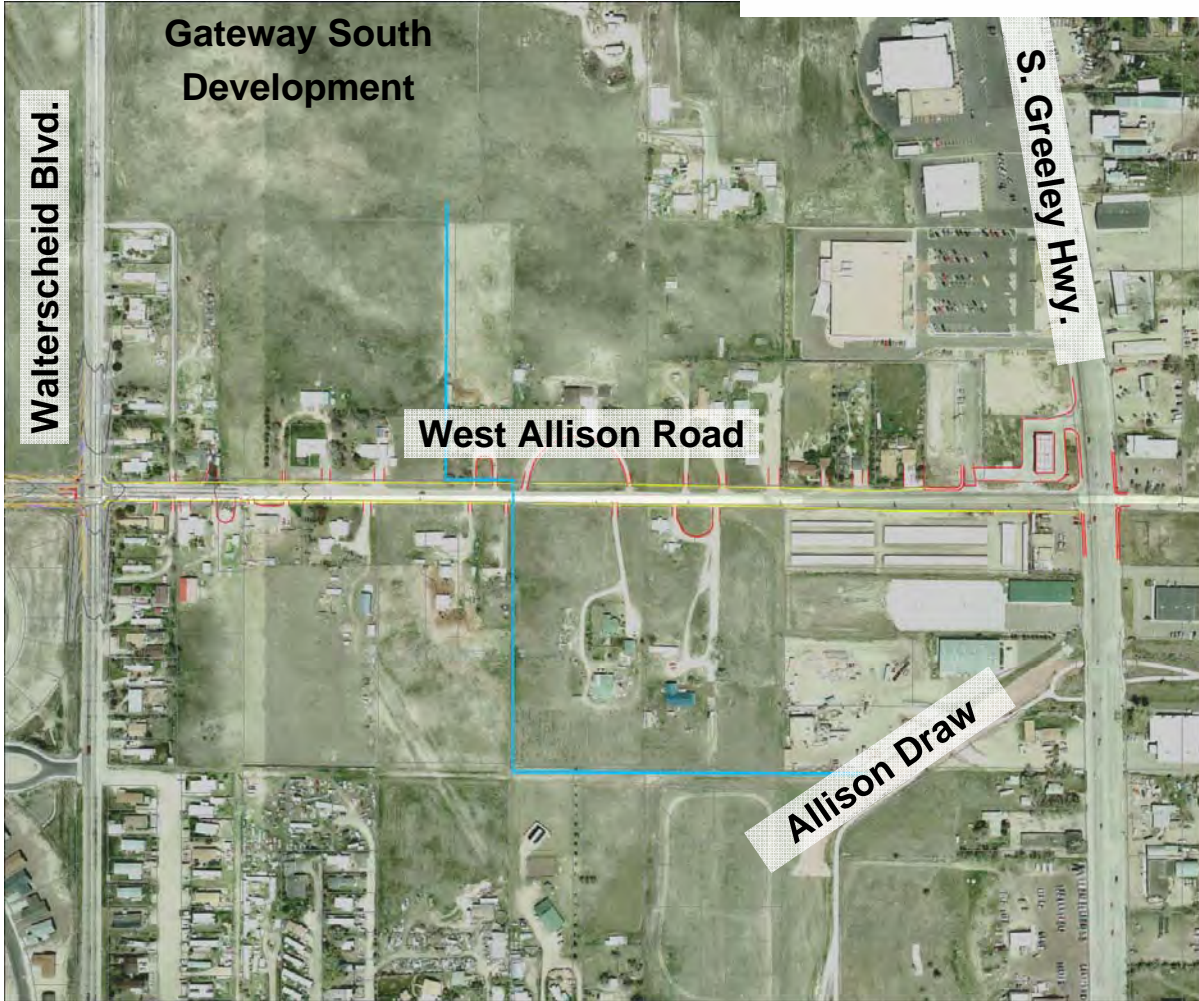 Gateway South
Development
Walterscheid Blvd.
S. Greeley Hwy.
West Allison Road
Allison Draw